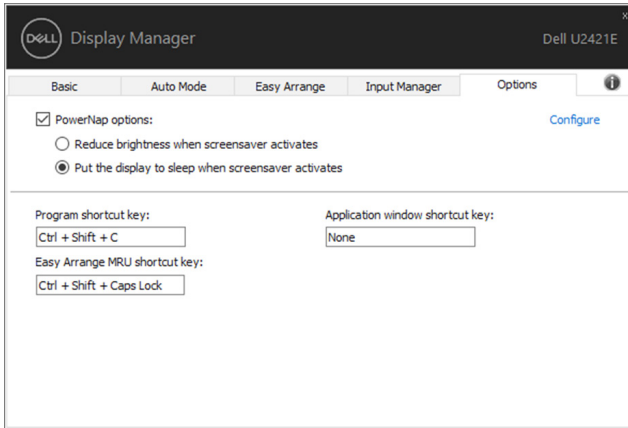 x
DELL Display Manager Dell U2421E
Basic Auto Mode Easy Arrange Input Manager Options i
PowerNap options: Configure
Reduce brightness when screensaver activates
Put the display to sleep when screensaver activates
Program shortcut key: Application window shortcut key:
Ctrl + Shift + C None
Easy Arrange MRU shortcut key:
Ctrl + Shift + Caps Lock